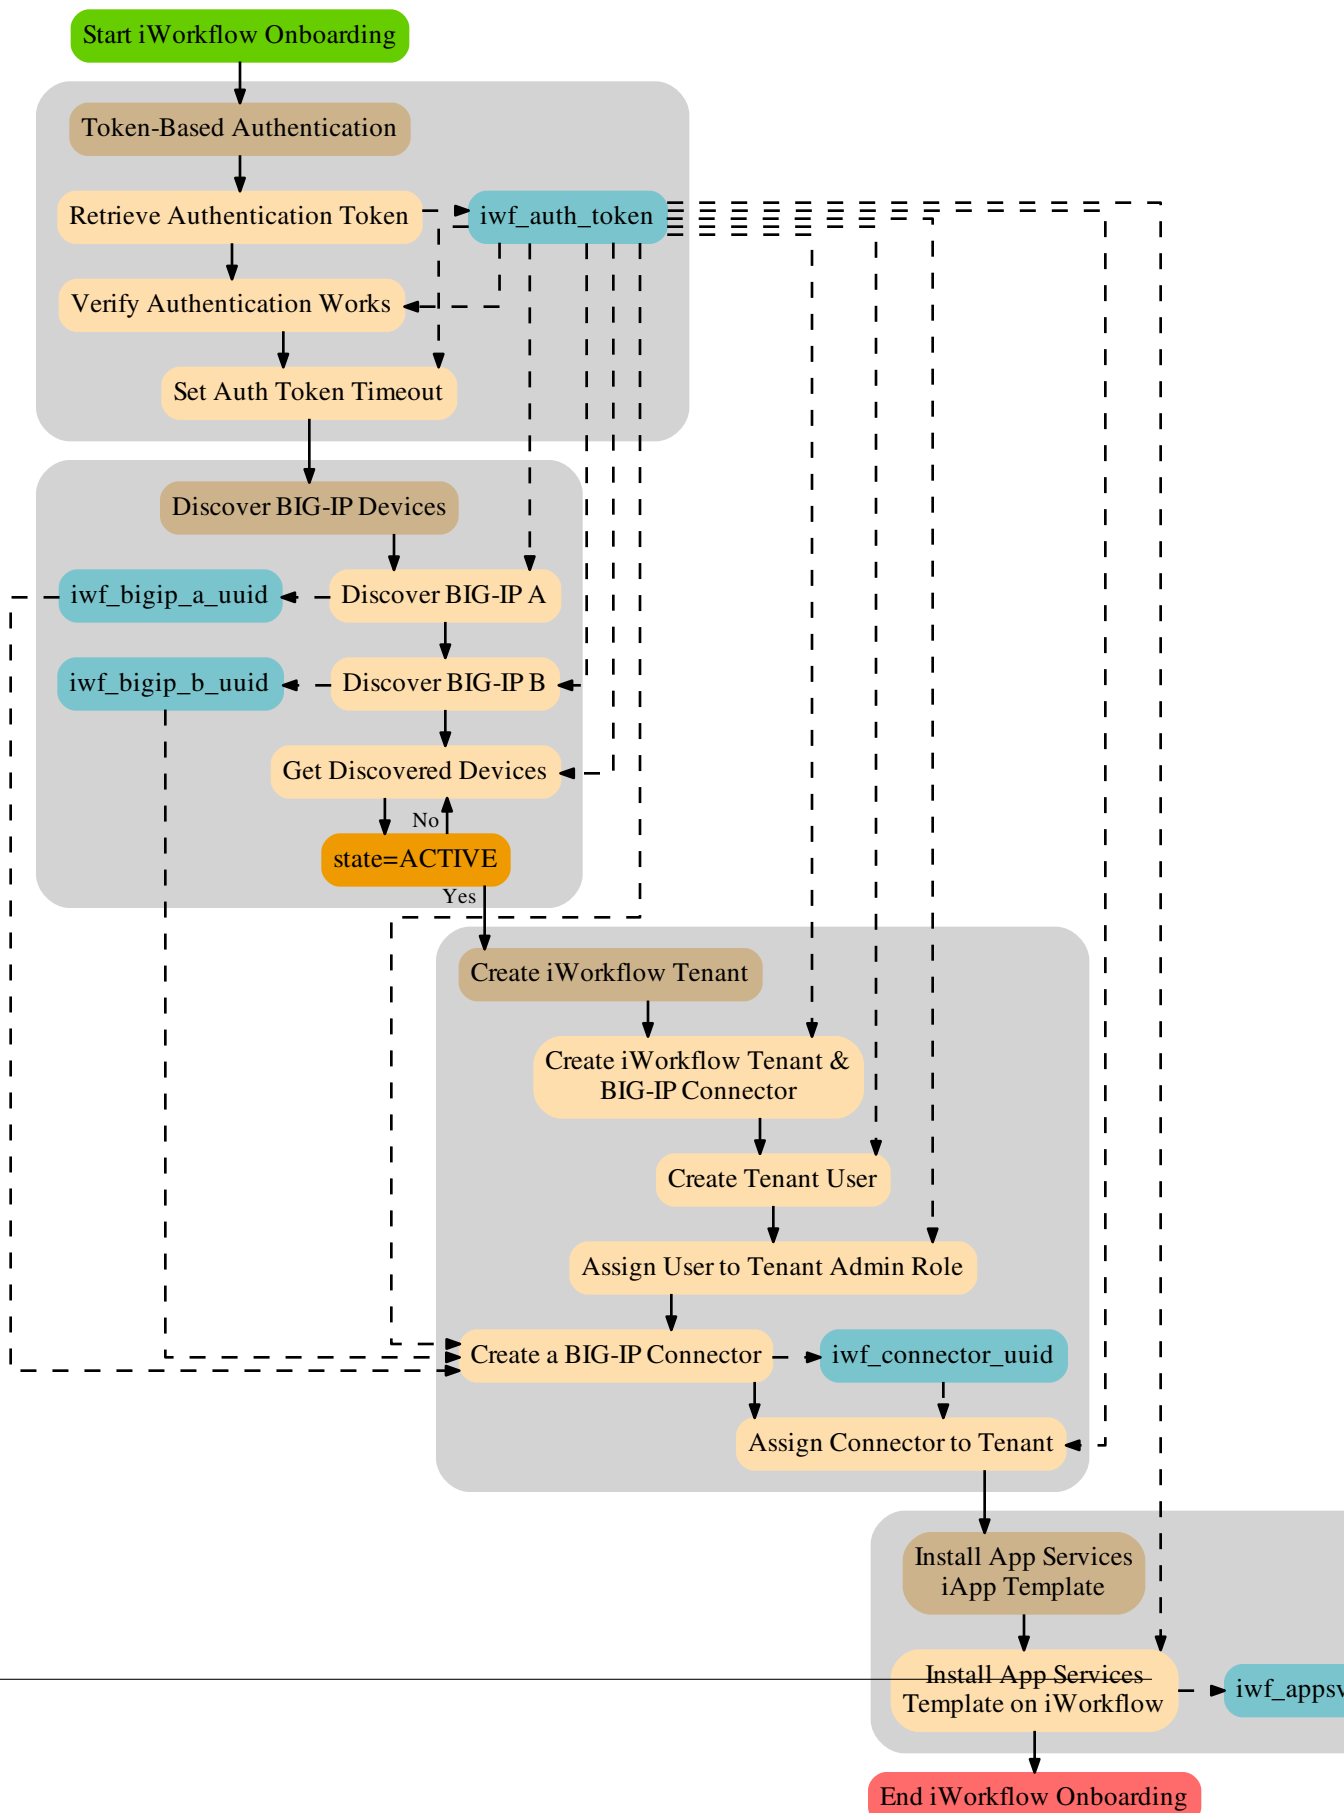 Start iWorkflow Onboarding
Token-Based Authentication
Retrieve Authentication Token
iwf_auth_token
Verify Authentication Works
Set Auth Token Timeout
Discover BIG-IP Devices
iwf_bigip_a_uuid
Discover BIG-IP A
iwf_bigip_b_uuid
Discover BIG-IP B
Get Discovered Devices
No
state=ACTIVE
Yes
Create iWorkflow Tenant
Create iWorkflow Tenant &
BIG-IP Connector
Create Tenant User
Assign User to Tenant Admin Role
Create a BIG-IP Connector
iwf_connector_uuid
Assign Connector to Tenant
Install App Services
iApp Template
Install App Services
Template on iWorkflow
End iWorkflow Onboarding